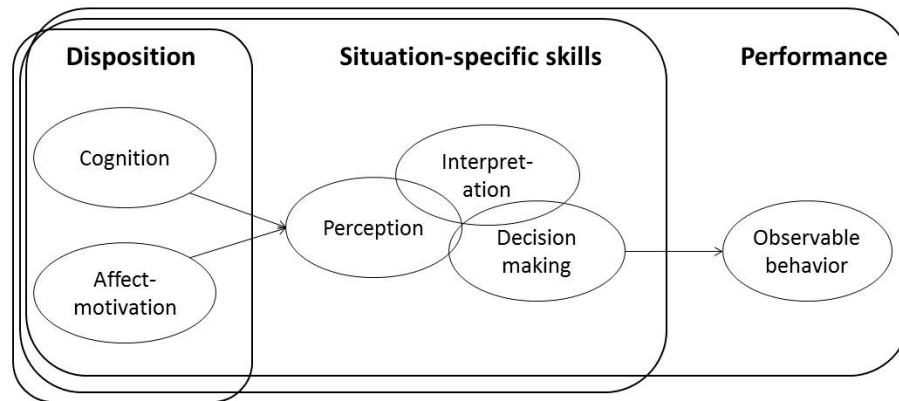 Disposition
Situation-specific skills
Performance
Cognition
Affect-
motivation
Perception
Interpret-
ation
Decision
making
Observable
behavior